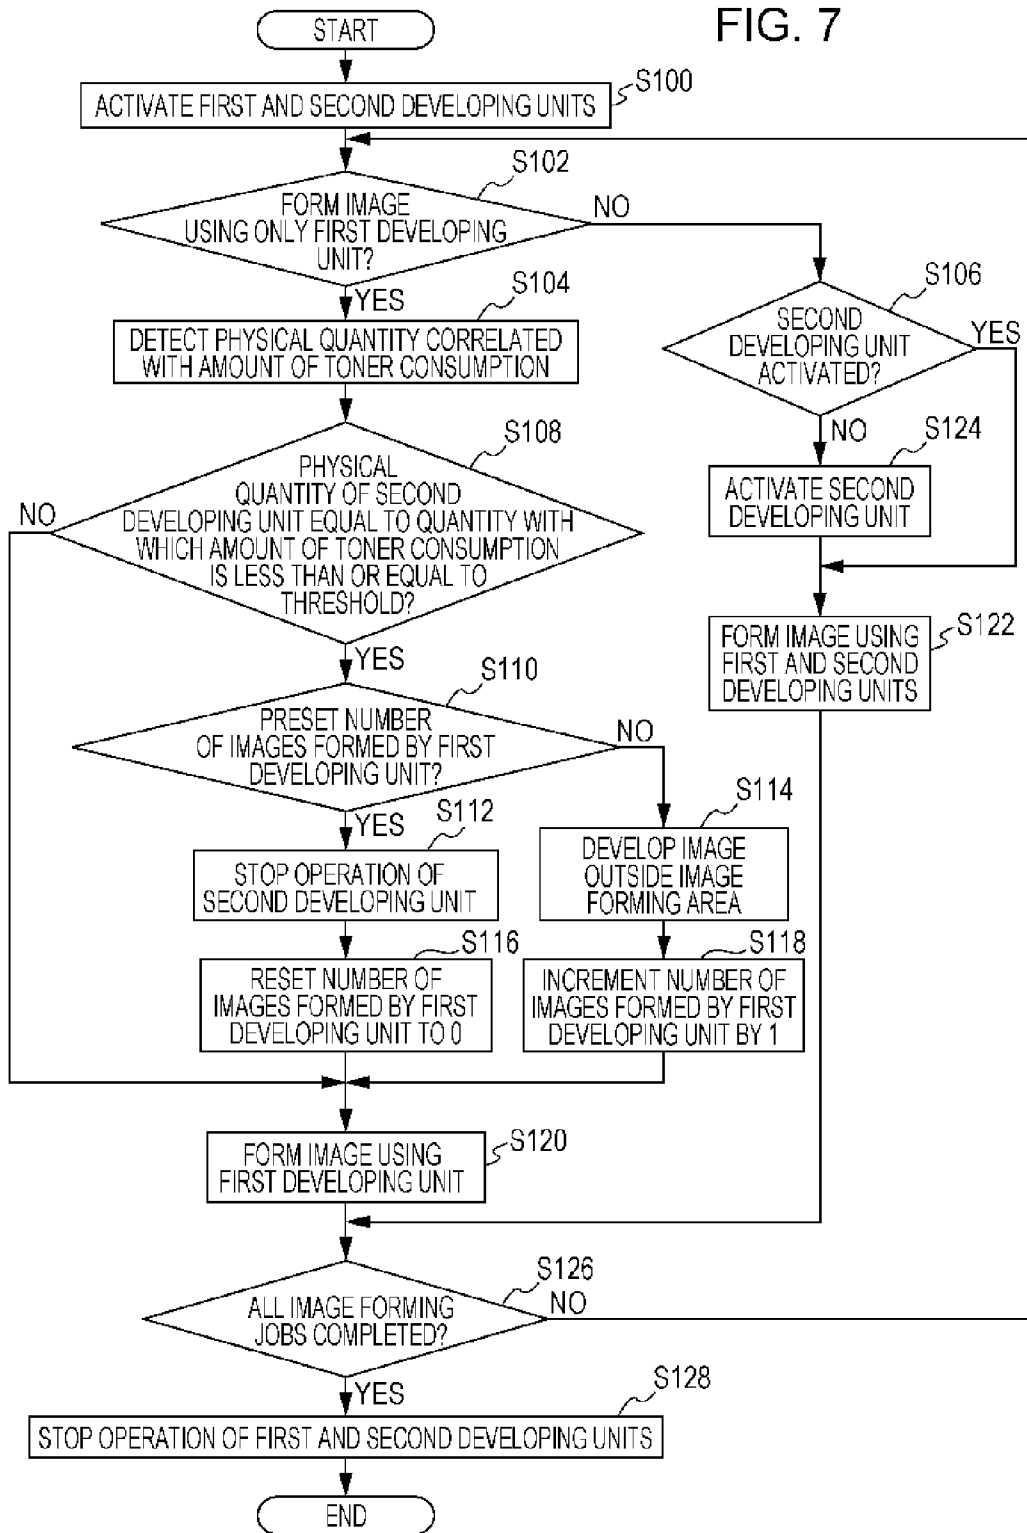 FIG. 7
START
S100
ACTIVATE FIRST AND SECOND DEVELOPING UNITS
S102
FORM IMAGE
USING ONLY FIRST DEVELOPING
UNIT?
NO
YES
S104
DETECT PHYSICAL QUANTITY CORRELATED
WITH AMOUNT OF TONER CONSUMPTION
S106
SECOND
DEVELOPING UNIT
ACTIVATED?
YES
NO
S108
PHYSICAL
QUANTITY OF SECOND
DEVELOPING UNIT EQUAL TO QUANTITY WITH
WHICH AMOUNT OF TONER CONSUMPTION
IS LESS THAN OR EQUAL TO
THRESHOLD?
NO
YES
S124
ACTIVATE SECOND
DEVELOPING UNIT
S122
FORM IMAGE USING
FIRST AND SECOND
DEVELOPING UNITS
S110
PRESET NUMBER
OF IMAGES FORMED BY FIRST
DEVELOPING UNIT?
NO
YES
S112
STOP OPERATION OF
SECOND DEVELOPING UNIT
S114
DEVELOP IMAGE
OUTSIDE IMAGE
FORMING AREA
S116
RESET NUMBER OF
IMAGES FORMED BY FIRST
DEVELOPING UNIT TO 0
S118
INCREMENT NUMBER OF
IMAGES FORMED BY FIRST
DEVELOPING UNIT BY 1
S120
FORM IMAGE USING
FIRST DEVELOPING UNIT
S126
ALL IMAGE FORMING
JOBS COMPLETED?
NO
YES
S128
STOP OPERATION OF FIRST AND SECOND DEVELOPING UNITS
END